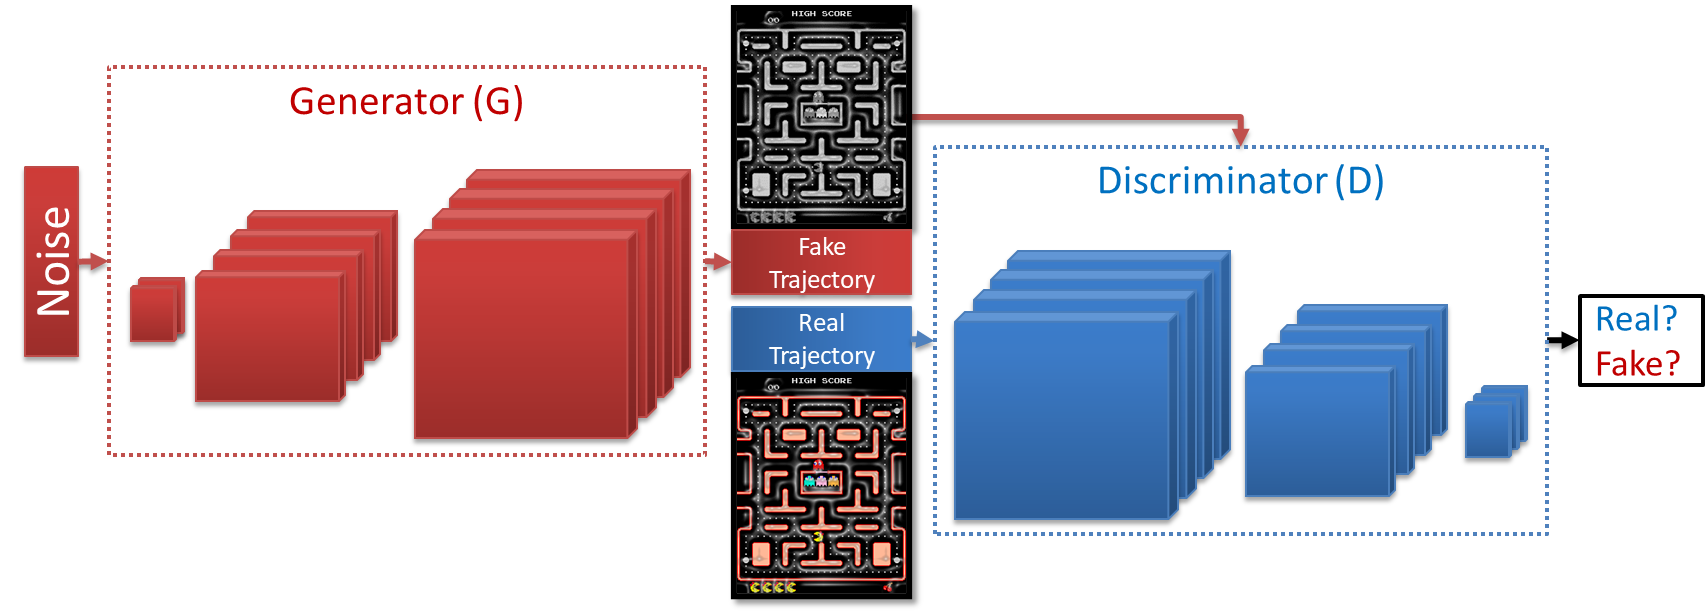 HIGH SCORE
Generator (G)
Noise
Fake
Trajectory
Real
Trajectory
HIGH SCORE
Discriminator (D)
Real?
Fake?